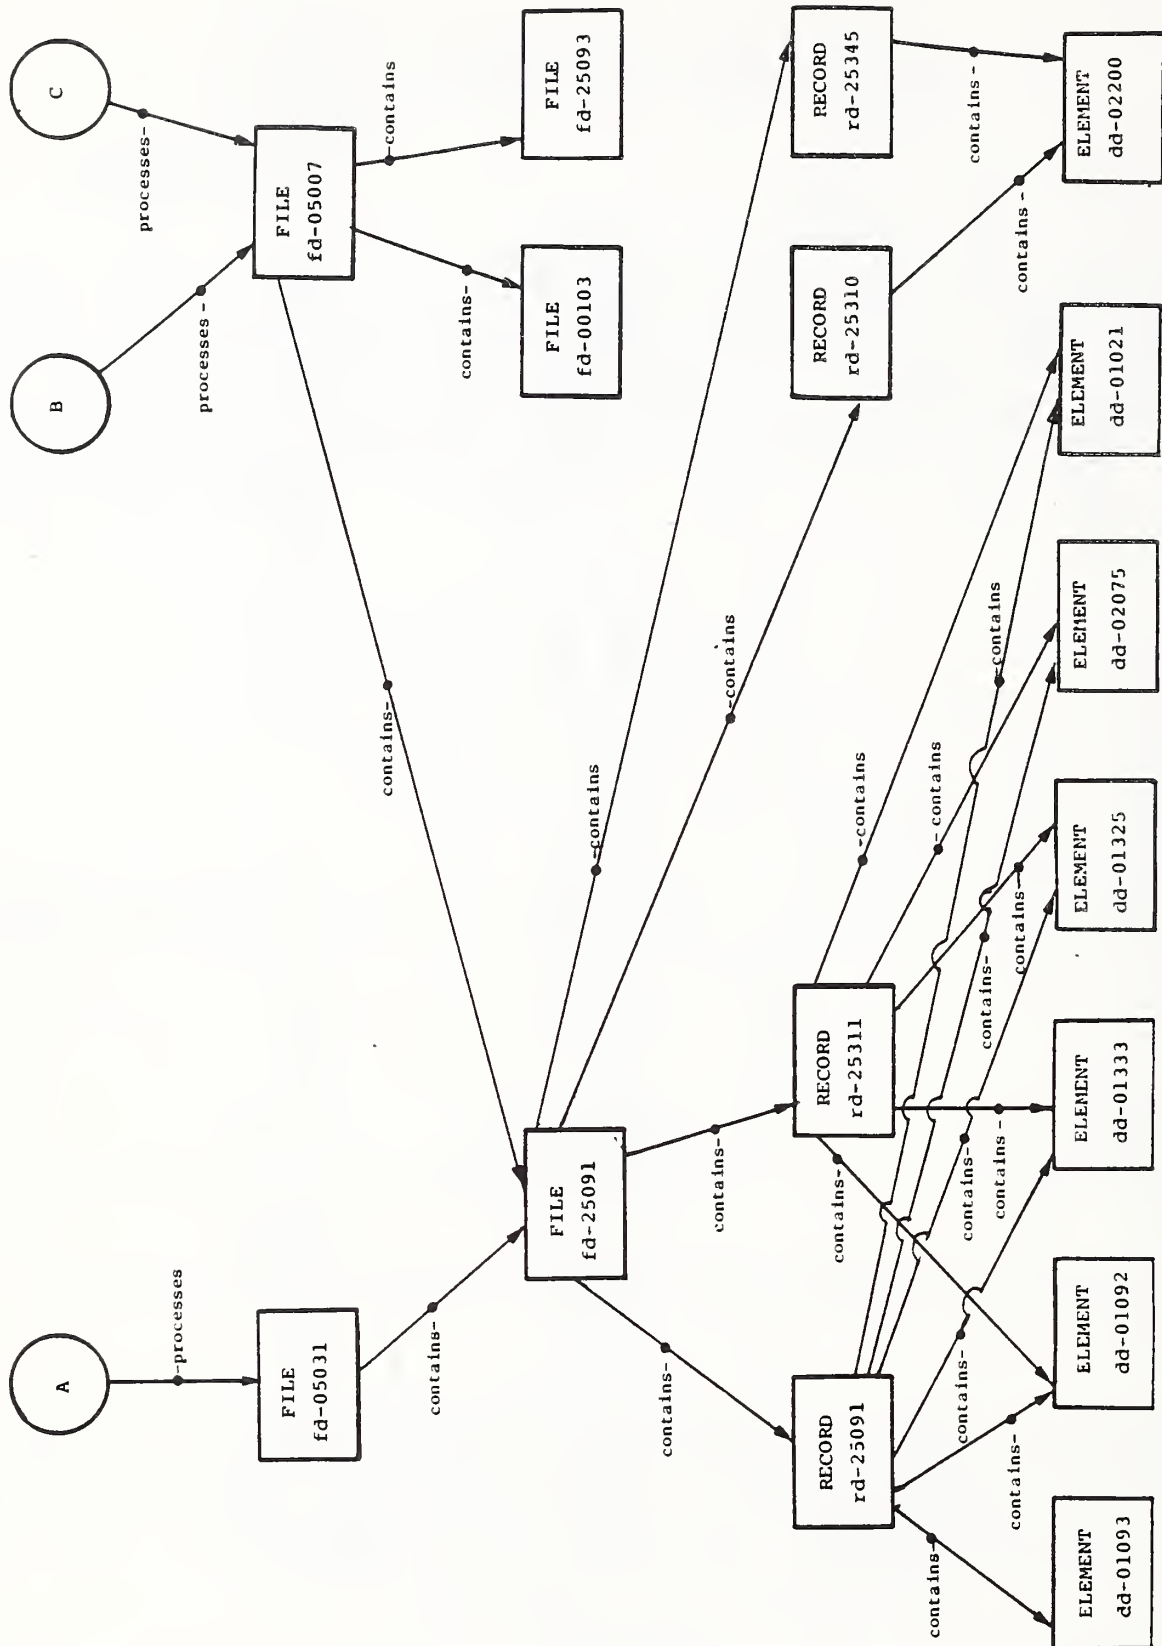 A
B
C
-processes
processes-
processes-
FILE
fd-05031
FILE
fd-05007
contains-
contains-
contains-
-contains
FILE
fd-25091
FILE
fd-00103
FILE
fd-25093
contains-
contains-
-contains
-contains
RECORD
rd-25091
RECORD
rd-25311
RECORD
rd-25310
RECORD
rd-25345
contains-
contains-
contains-
contains-
contains-
contains-
contains-
contains-
-contains
-contains
-contains
contains-
contains-
ELEMENT
dd-01093
ELEMENT
dd-01092
ELEMENT
dd-01333
ELEMENT
dd-01325
ELEMENT
dd-02075
ELEMENT
dd-01021
ELEMENT
dd-02200